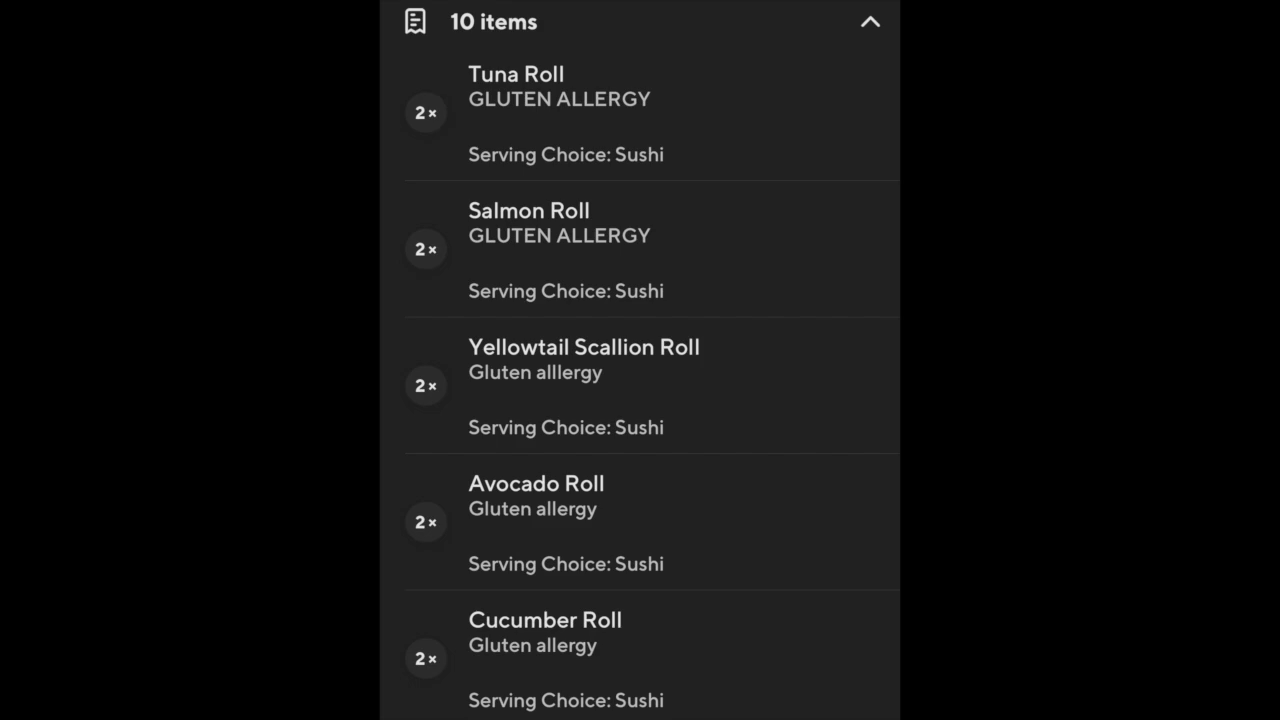 10 items
Tuna Roll
GLUTEN ALLERGY
2×
Serving Choice: Sushi
Salmon Roll
GLUTEN ALLERGY
2×
Serving Choice: Sushi
Yellowtail Scallion Roll
Gluten alllergy
2×
Serving Choice: Sushi
Avocado Roll
Gluten allergy
2×
Serving Choice: Sushi
Cucumber Roll
Gluten allergy
2×
Serving Choice: Sushi